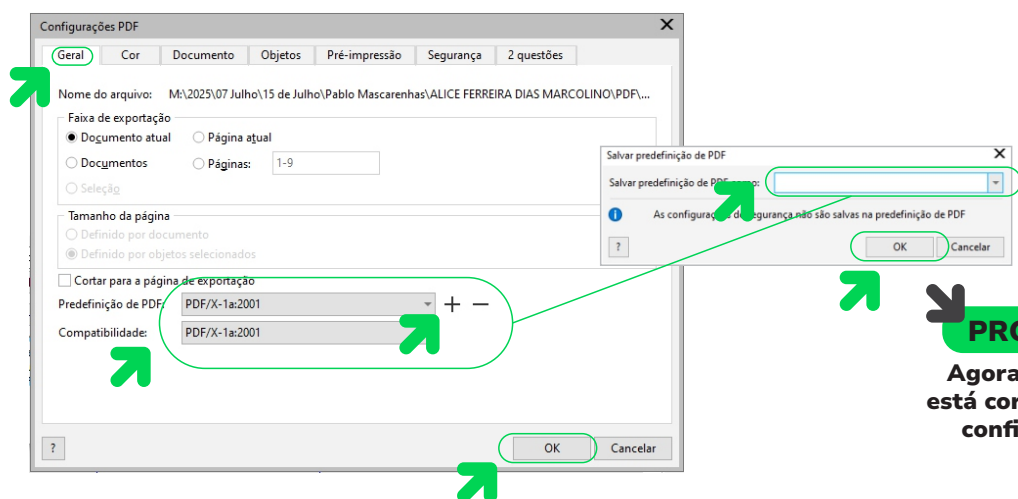 Configurações PDF
Geral Cor Documento Objetos Pré-impressão Segurança 2 questões
Nome do arquivo: M:\2025\07 Julho\15 de Julho\Pablo Mascarenhas\ALICE FERREIRA DIAS MARCOLINO\PDF\...
Faixa de exportação
Documento atual Página atual
Documentos Páginas: 1-9
Seleção
Tamanho da página
Definido por documento
Definido por objetos selecionados
Cortar para a página de exportação
Predefinição de PDF: PDF/X-1a:2001
Compatibilidade: PDF/X-1a:2001
? OK Cancelar
Salvar predefinição de PDF
Salvar predefinição de PDF como:
As configurações de segurança não são salvas na predefinição de PDF
? OK Cancelar
Agora
está